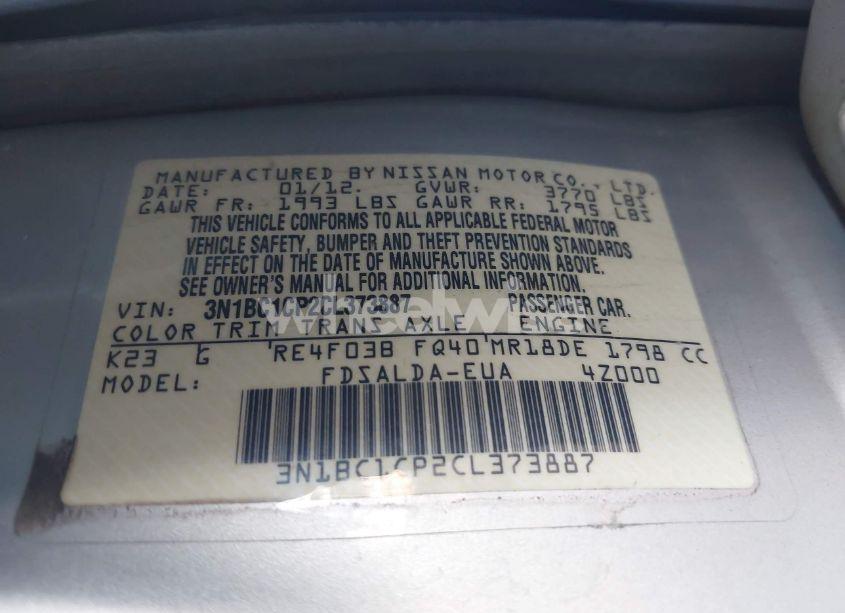 MANUFACTURED BY NISSAN MOTOR CO., LTD.
DATE: 01/12. GVWR: 3770 LBS
GAWR FR: 1993 LBS GAWR RR: 1795 LBS
THIS VEHICLE CONFORMS TO ALL APPLICABLE FEDERAL MOTOR
VEHICLE SAFETY, BUMPER AND THEFT PREVENTION STANDARDS
IN EFFECT ON THE DATE OF MANUFACTURE SHOWN ABOVE.
SEE OWNER'S MANUAL FOR ADDITIONAL INFORMATION.
VIN: 3N1BC1CP2CL373887 PASSENGER CAR.
COLOR TRIM TRANS AXLE ENGINE
K23 G RE4F03B FQ40 MR18DE 1798 CC
MODEL: FDSALDA-EUA 4Z000
3N1BC1CP2CL373887